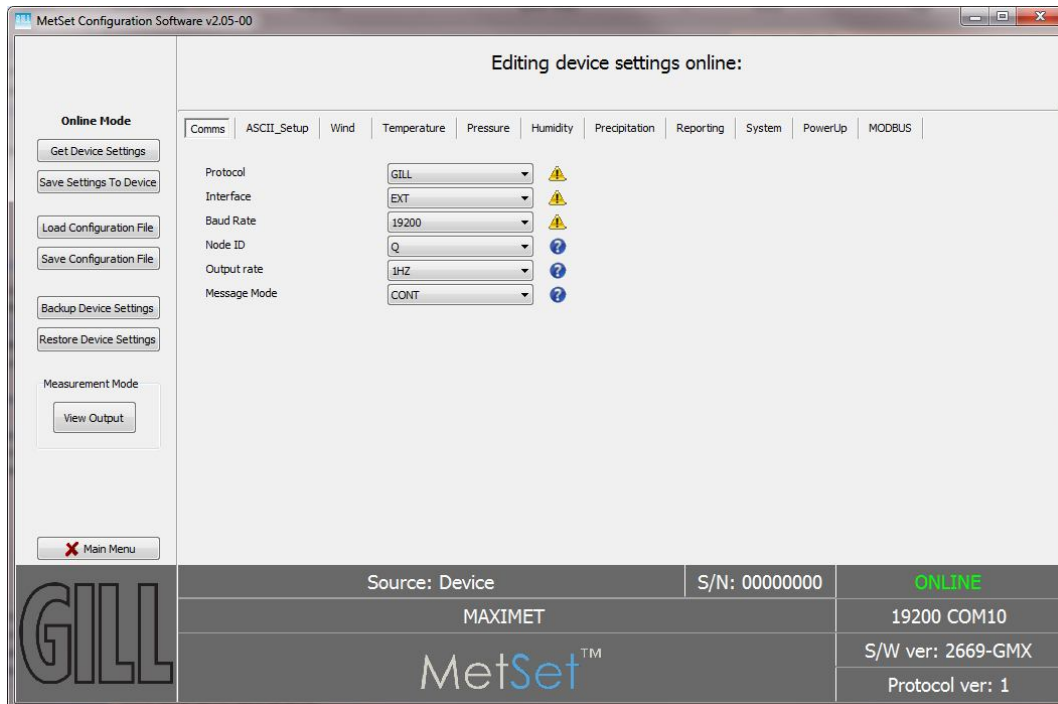 MetSet Configuration Software v2.05-00
Editing device settings online:
Online Mode
Get Device Settings
Save Settings To Device
Load Configuration File
Save Configuration File
Backup Device Settings
Restore Device Settings
Measurement Mode
View Output
Main Menu
Comms ASCII_Setup Wind Temperature Pressure Humidity Precipitation Reporting System PowerUp MODBUS
Protocol GILL
Interface EXT
Baud Rate 19200
Node ID Q
Output rate 1HZ
Message Mode CONT
GILL
Source: Device S/N: 00000000 ONLINE
MAXIMET 19200 COM10
MetSet™ S/W ver: 2669-GMX
Protocol ver: 1